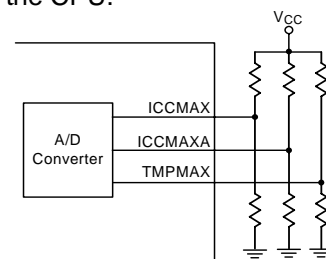 the CPU.
VCC
ICCMAX
A/D
Converter
ICCMAXA
TMPMAX